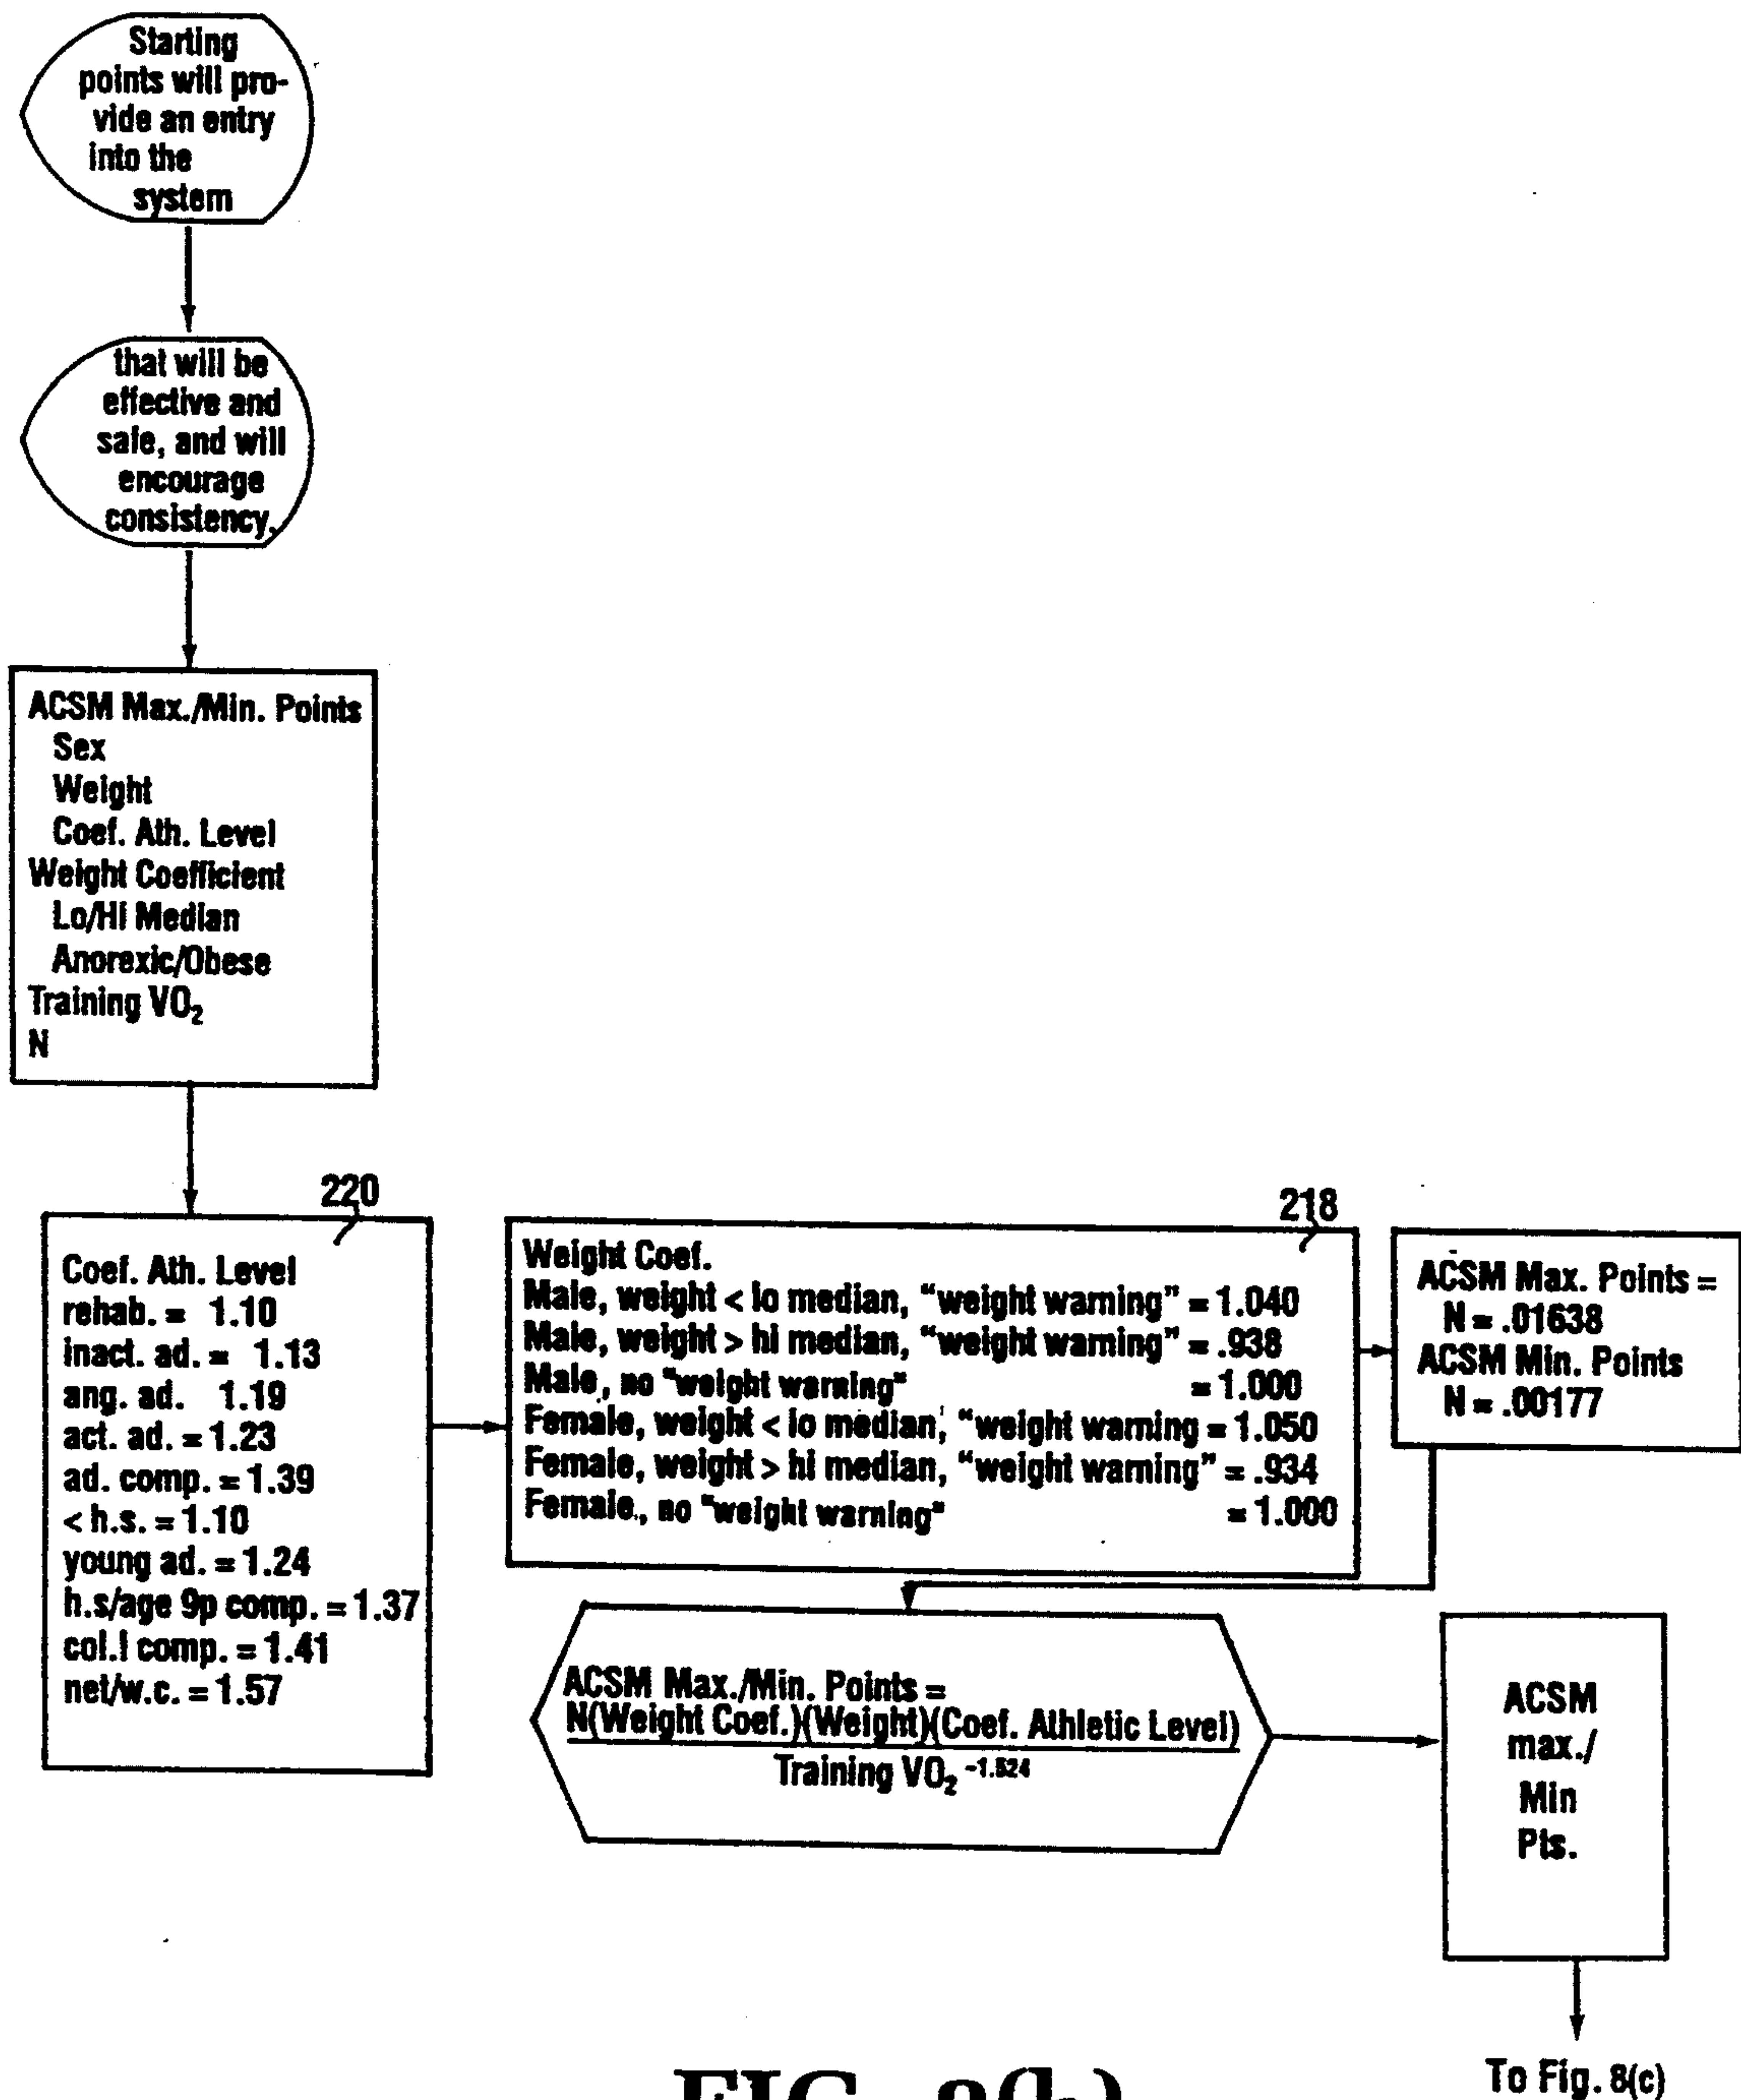 Starting
points will pro-
vide an entry
into the
system
that will be
effective and
safe, and will
encourage
consistency,
ACSM Max./Min. Points
Sex
Weight
Coef. Ath. Level
Weight Coefficient
Lo/Hi Median
Anorexic/Obese
Training VO₂
N
220
Coef. Ath. Level
rehab. = 1.10
inact. ad. = 1.13
ang. ad. 1.19
act. ad. = 1.23
ad. comp. = 1.39
< h.s. = 1.10
young ad. = 1.24
h.s/age 9p comp. = 1.37
col.l comp. = 1.41
net/w.c. = 1.57
218
Weight Coef.
Male, weight < lo median, "weight warning" = 1.040
Male, weight > hi median, "weight warning" = .938
Male, no "weight warning" = 1.000
Female, weight < lo median, "weight warning = 1.050
Female, weight > hi median, "weight warning" = .934
Female, no "weight warning" = 1.000
ACSM Max. Points =
N = .01638
ACSM Min. Points
N = .00177
ACSM Max./Min. Points =
N(Weight Coef.)(Weight)(Coef. Athletic Level)
Training VO₂ -1.524
ACSM
max./
Min
Pts.
To Fig. 8(c)